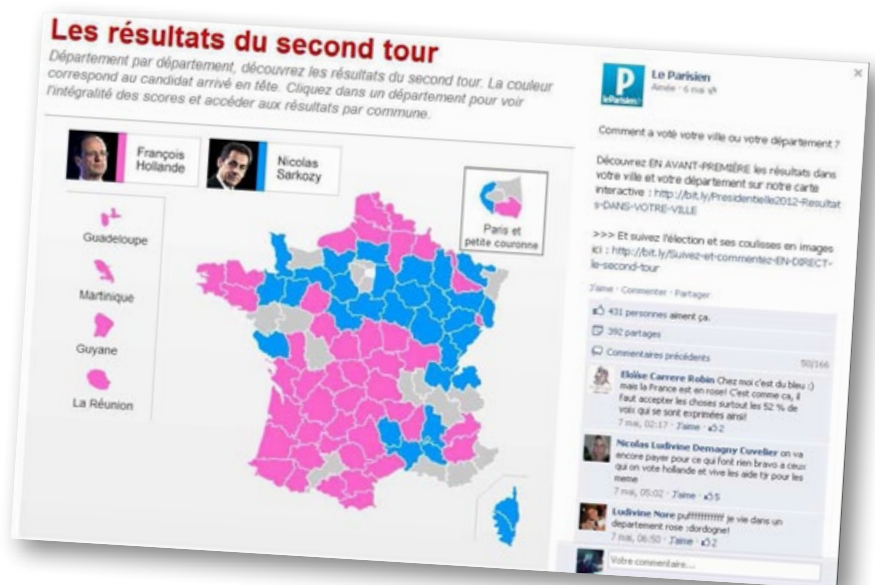 Les résultats du second tour
Département par département, découvrez les résultats du second tour. La couleur
correspond au candidat arrivé en tête. Cliquez dans un département pour voir
l'intégralité des scores et accéder aux résultats par commune.
François
Hollande
Nicolas
Sarkozy
Guadeloupe
Martinique
Guyane
La Réunion
Paris et
petite couronne
P
leParisien
Le Parisien
Aimée · 6 mai
Comment a voté votre ville ou votre département ?
Découvrez EN AVANT-PREMIÈRE les résultats dans
votre ville et votre département sur notre carte
interactive : http://bit.ly/Presidentielle2012-Resultat
s-DANS-VOTRE-VILLE
>>> Et suivez l'élection et ses coulisses en images
ici : http://bit.ly/Suivez-et-commentez-EN-DIRECT-
le-second-tour
J'aime · Commenter · Partager
431 personnes aiment ça.
392 partages
Commentaires précédents
50/166
Eloïse Carrere Robin Chez moi c'est du bleu :)
mais la France est en rose! C'est comme ca, il
faut accepter les choses surtout les 52 % de
voix qui se sont exprimées ainsi!
7 mai, 02:17 · J'aime · 2
Nicolas Ludivine Demagny Cuvelier on va
encore payer pour ce qui font rien bravo a ceux
qui on vote hollande et vive les aide tjr pour les
meme
7 mai, 05:02 · J'aime · 5
Ludivine Nore pufffffffffff je vie dans un
departement rose :dordogne!
7 mai, 06:50 · J'aime · 2
Votre commentaire...